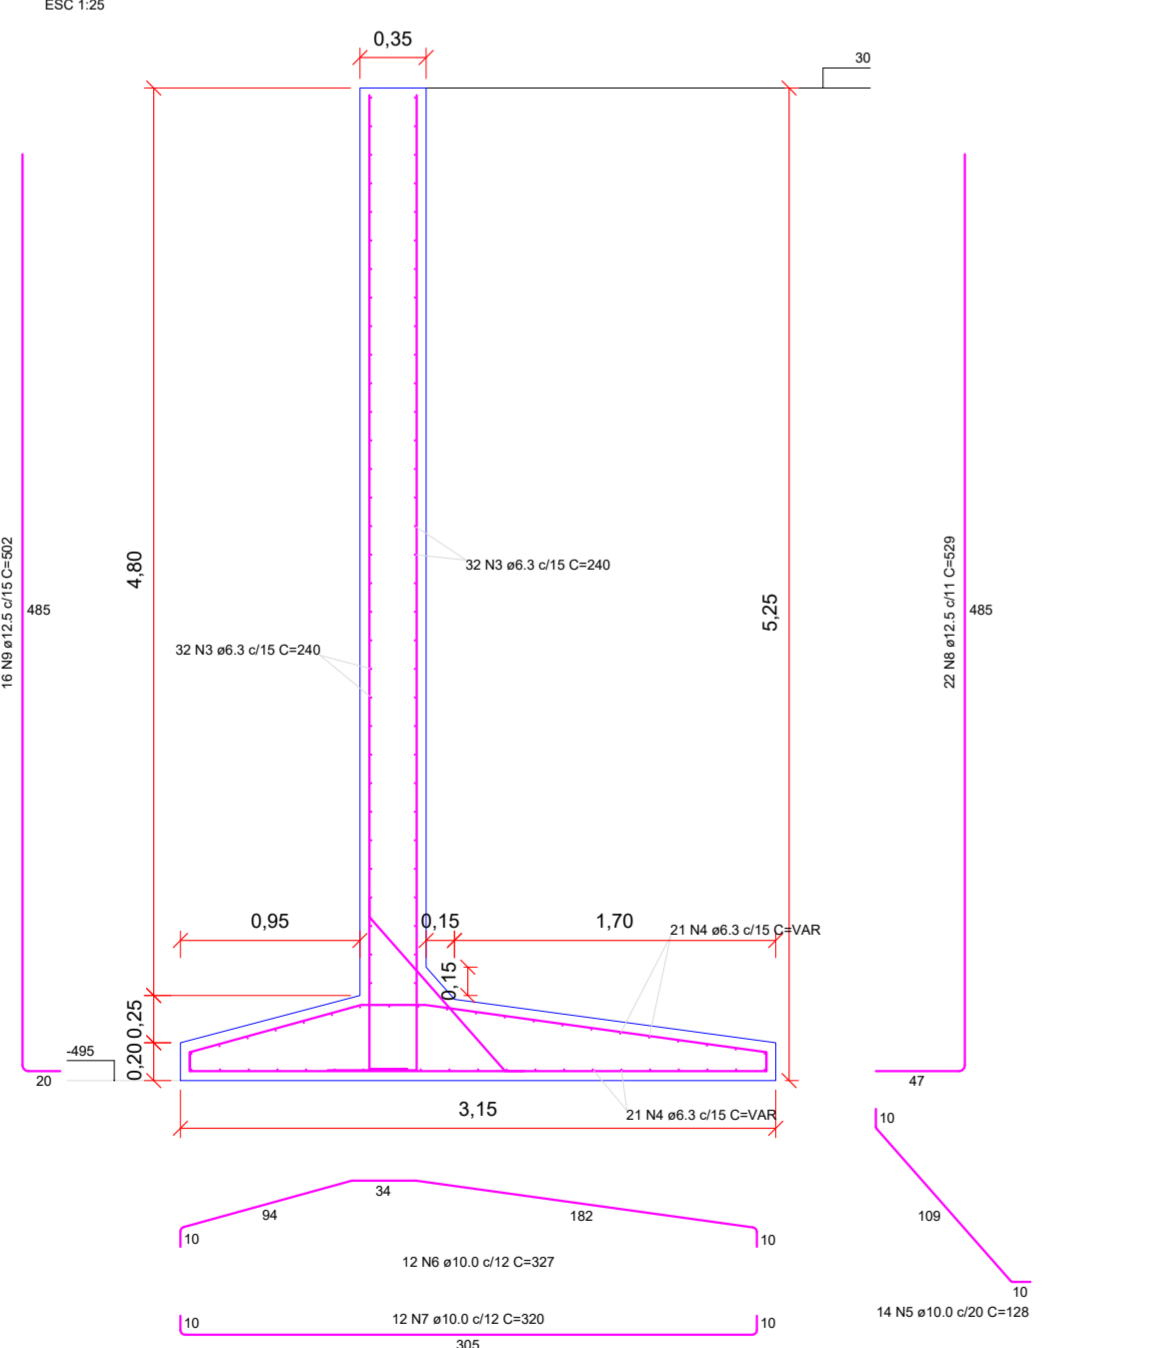 ESC 1:25
0,35
30
32 N3 ø6.3 c/15 C=240
16 N9 ø12.5 c/15 C=502
485
4,80
5,25
22 N8 ø12.5 c/11 C=529
485
32 N3 ø6.3 c/15 C=240
0,95
0,15
1,70
21 N4 ø6.3 c/15 C=VAR
0,15
0,25
0,20
-495
20
47
3,15
21 N4 ø6.3 c/15 C=VAR
10
34
94
182
109
10
10
12 N6 ø10.0 c/12 C=327
10
14 N5 ø10.0 c/20 C=128
10
12 N7 ø10.0 c/12 C=320
10
305